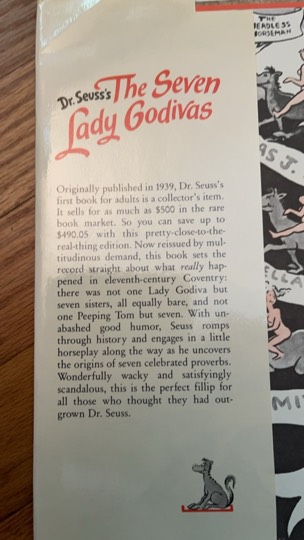 Dr. Seuss's The Seven
Lady Godivas
Originally published in 1939, Dr. Seuss's
first book for adults is a collector's item.
It sells for as much as $500 in the rare
book market. So you can save up to
$490.05 with this pretty-close-to-the-
real-thing edition. Now reissued by mul-
titudinous demand, this book sets the
record straight about what really hap-
pened in eleventh-century Coventry:
there was not one Lady Godiva but
seven sisters, all equally bare, and not
one Peeping Tom but seven. With un-
abashed good humor, Seuss romps
through history and engages in a little
horseplay along the way as he uncovers
the origins of seven celebrated proverbs.
Wonderfully wacky and satisfyingly
scandalous, this is the perfect fillip for
all those who thought they had out-
grown Dr. Seuss.
THE
HEADLESS
HORSEMAN
AS J.
ELLA
MI